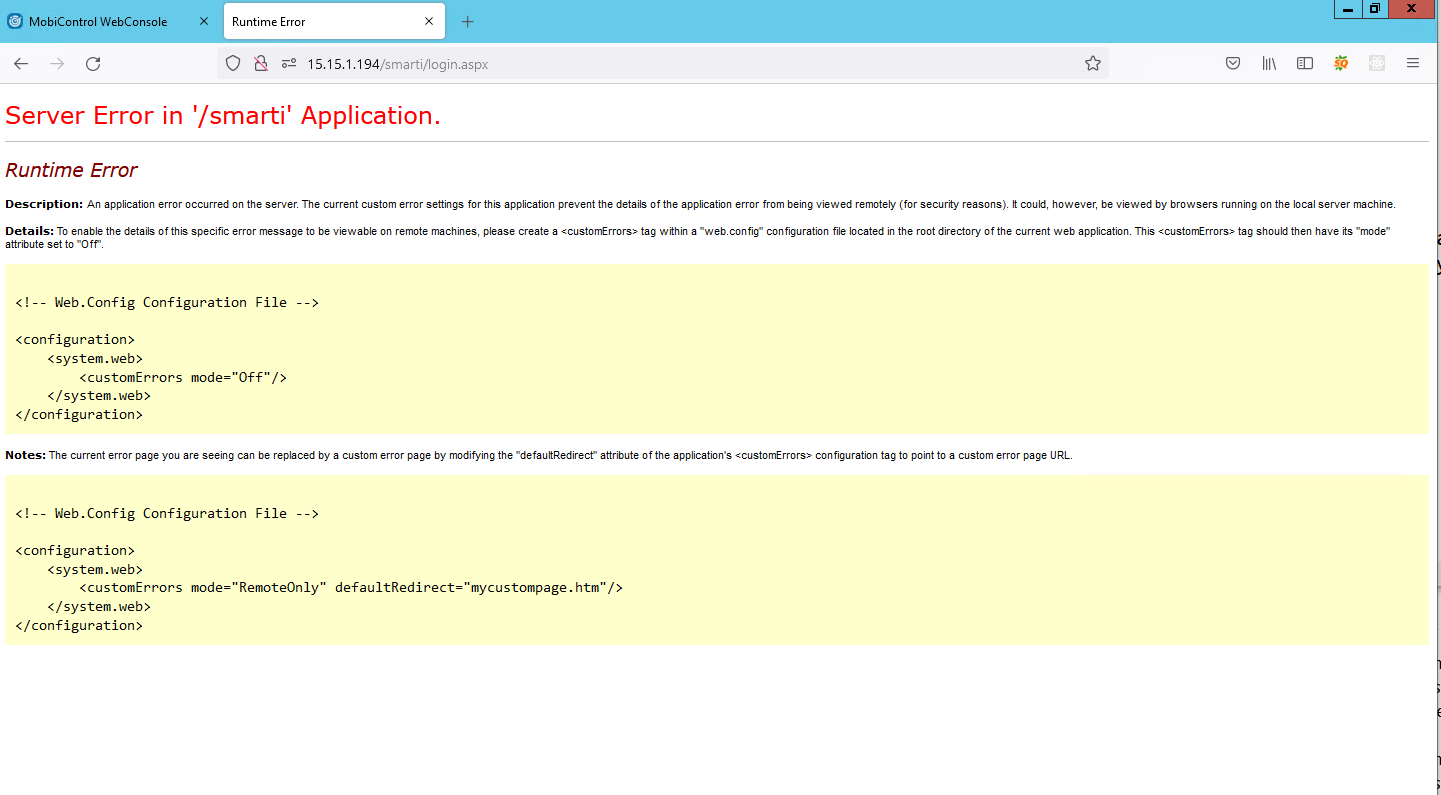 MobiControl WebConsole
Runtime Error
15.15.1.194/smarti/login.aspx
Server Error in '/smarti' Application.
Runtime Error
Description: An application error occurred on the server. The current custom error settings for this application prevent the details of the application error from being viewed remotely (for security reasons). It could, however, be viewed by browsers running on the local server machine.
Details: To enable the details of this specific error message to be viewable on remote machines, please create a <customErrors> tag within a "web.config" configuration file located in the root directory of the current web application. This <customErrors> tag should then have its "mode"
attribute set to "Off".
<!-- Web.Config Configuration File -->
<configuration>
    <system.web>
        <customErrors mode="Off"/>
    </system.web>
</configuration>
Notes: The current error page you are seeing can be replaced by a custom error page by modifying the "defaultRedirect" attribute of the application's <customErrors> configuration tag to point to a custom error page URL.
<!-- Web.Config Configuration File -->
<configuration>
    <system.web>
        <customErrors mode="RemoteOnly" defaultRedirect="mycustompage.htm"/>
    </system.web>
</configuration>